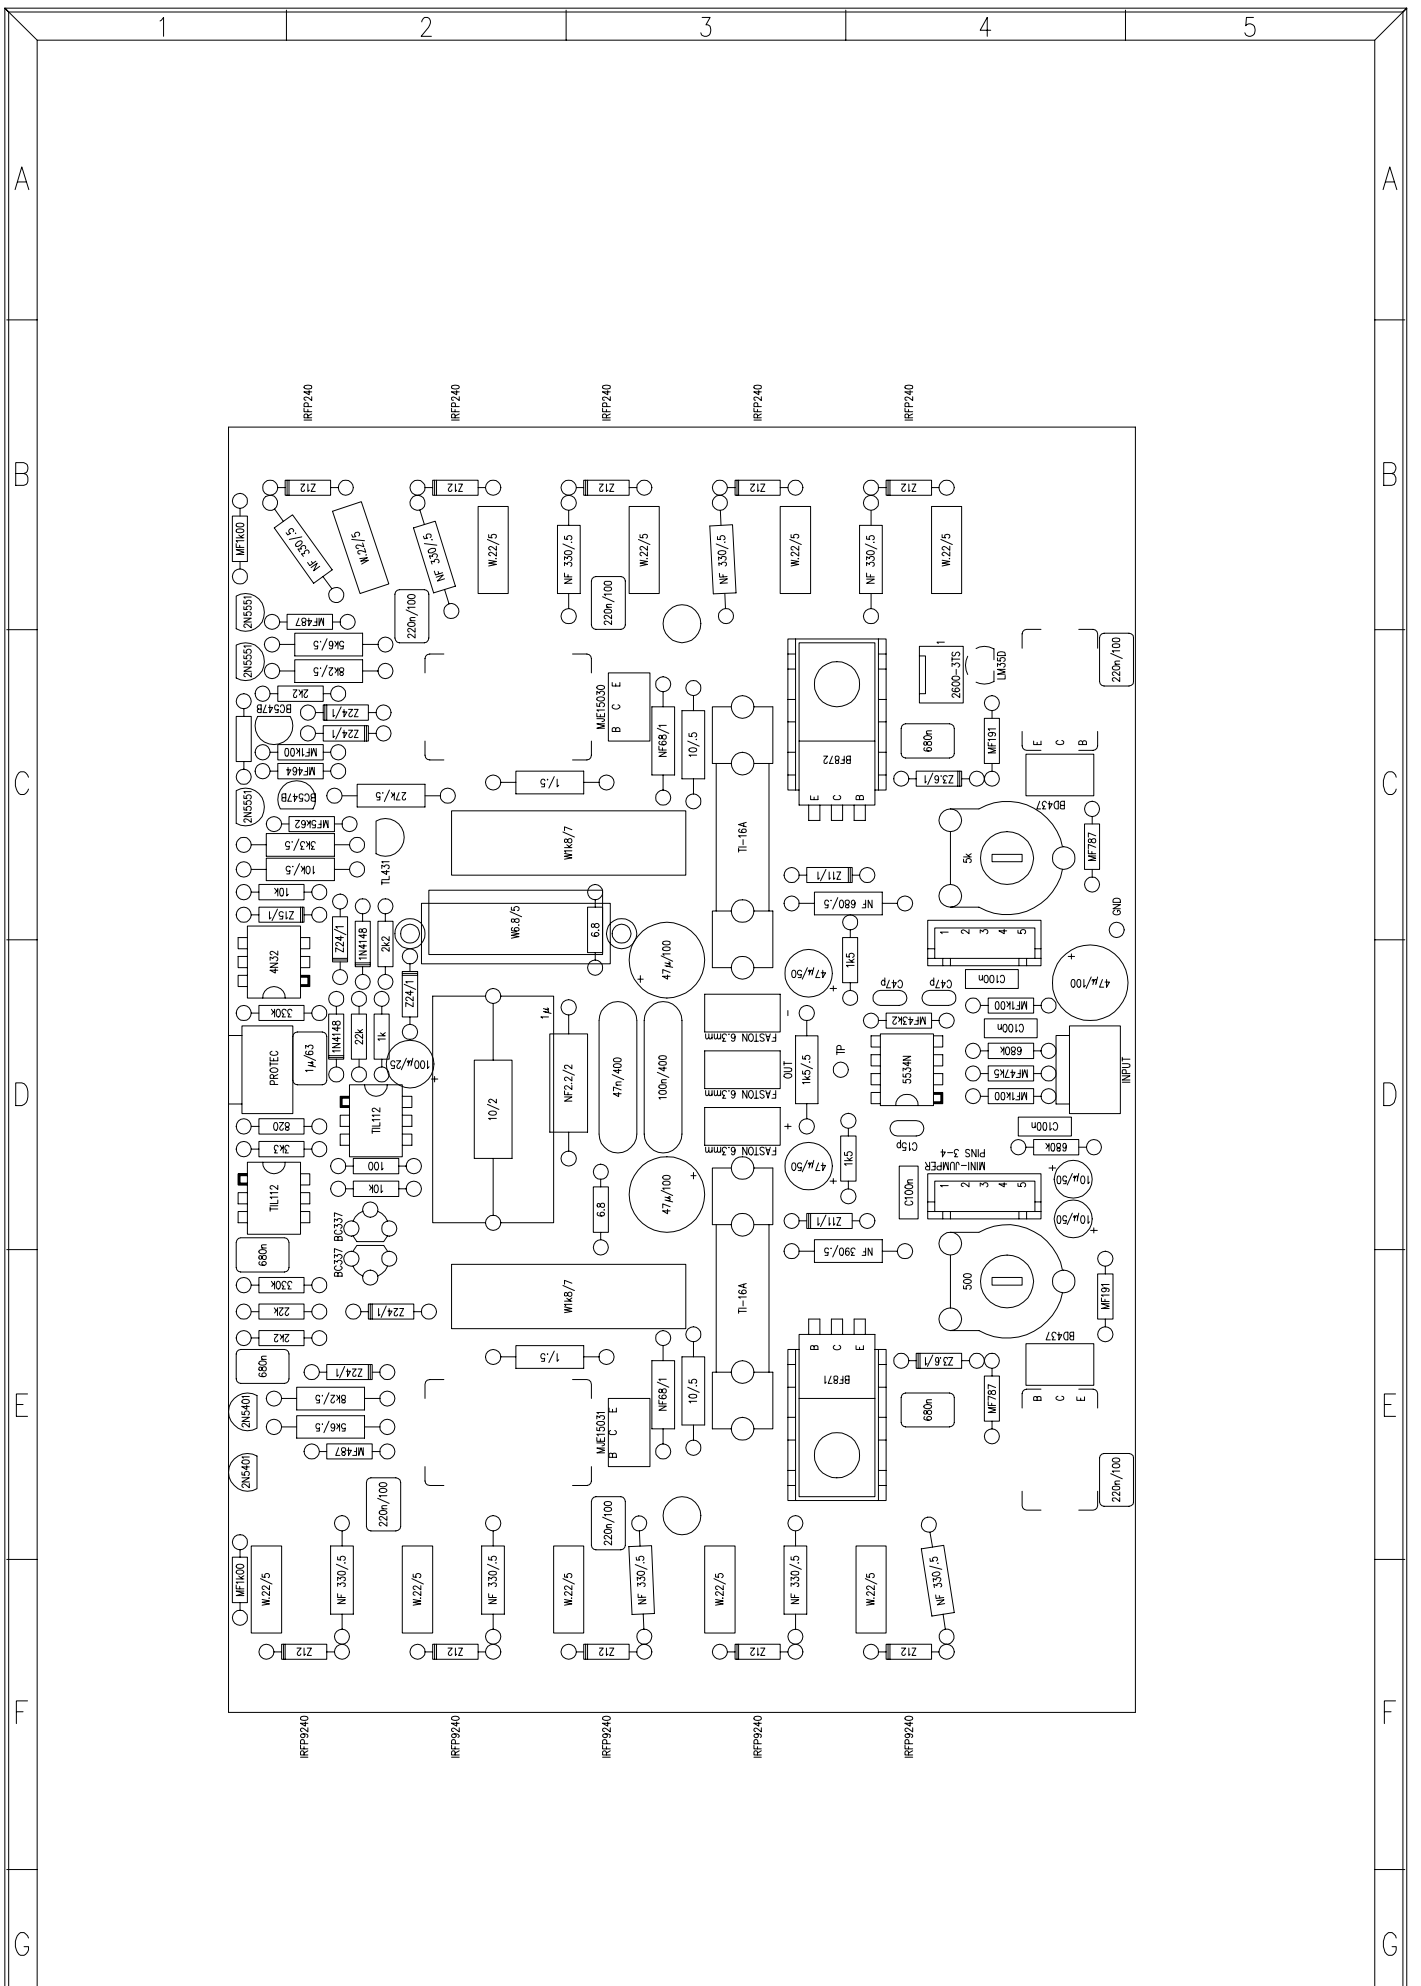 1 2 3 4 5
A A
IRFP240 IRFP240 IRFP240 IRFP240 IRFP240
B B
Z12 Z12 Z12 Z12 Z12
MF1k00
NF 330/.5
W.22/5
NF 330/.5
W.22/5
NF 330/.5
W.22/5
NF 330/.5
W.22/5
NF 330/.5
W.22/5
220n/100
220n/100
2N5551
MF487
5k6/.5
2N5551
8k2/.5
2k2
BC547B
Z24/1
Z24/1
MF1k00
MF464
2N5551
BC547B
27k/.5
MF5k62
3k3/.5
TL431
10k/.5
10k
Z15/1
MJE15030
B C E
NF68/1
10/.5
1/.5
W1k8/7
TI-16A
BF872
E C B
2600-3TS
1
LM35D
220n/100
680n
MF191
E C B
Z3.6/1
BD437
5k
MF787
Z11/1
NF 680/.5
GND
C C
4N32
Z24/1
1N4148
2k2
W6.8/5
6.8
47µ/100
+
47µ/50
+
1k5
1 2 3 4 5
C100n
47µ/100
+
330k
Z24/1
1µ
C47p
C47p
MF1k00
PROTEC
1µ/63
1N4148
22k
1k
100µ/25
+
NF2.2/2
47n/400
100n/400
-
FASTON 6.3mm
OUT
FASTON 6.3mm
+
FASTON 6.3mm
1k5/.5
TP
MF43k2
5534N
C100n
680k
MF47k5
MF1k00
INPUT
D D
10/2
TIL112
820
3k3
100
10k
TIL112
BC337
BC337
680n
6.8
47µ/100
+
47µ/50
+
1k5
C15p
C100n
680k
MINI-JUMPER
PINS 3-4
C100n
1 2 3 4 5
+
10µ/50
10µ/50
+
Z11/1
NF 390/.5
330k
22k
Z24/1
2k2
W1k8/7
TI-16A
500
MF191
BD437
680n
1/.5
Z24/1
8k2/.5
5k6/.5
MF487
2N5401
2N5401
MJE15031
B C E
NF68/1
10/.5
B C E
BF871
Z3.6/1
680n
MF787
B C E
E E
220n/100
220n/100
220n/100
MF1k00
W.22/5
NF 330/.5
W.22/5
NF 330/.5
W.22/5
NF 330/.5
W.22/5
NF 330/.5
W.22/5
NF 330/.5
Z12 Z12 Z12 Z12 Z12
F F
IRFP9240 IRFP9240 IRFP9240 IRFP9240 IRFP9240
G G